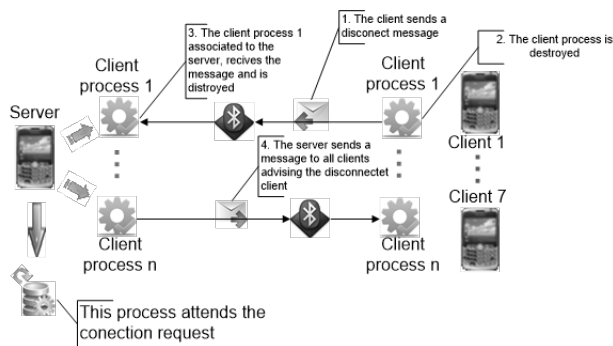 3. The client process 1
associated to the
server, recives the
message and is
distroyed
1. The client sends a
disconect message
2. The client process is
destroyed
Client
process 1
Client
process 1
Server
Client 1
4. The server sends a
message to all clients
advising the disconnectet
client
Client 7
Client
process n
Client
process n
This process attends the
conection request